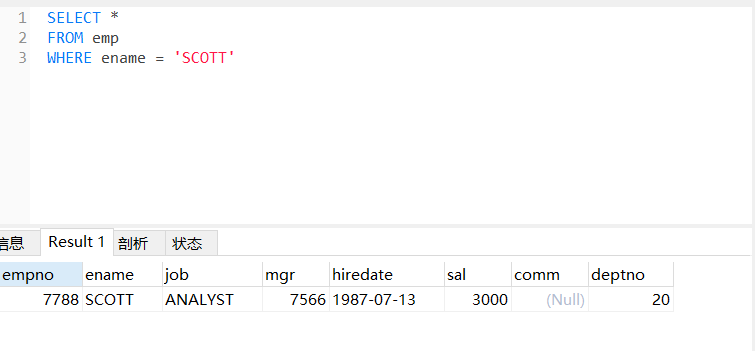 1 SELECT *
2 FROM emp
3 WHERE ename = 'SCOTT'
信息 Result 1 剖析 状态
empno ename job mgr hiredate sal comm deptno
7788 SCOTT ANALYST 7566 1987-07-13 3000 (Null) 20